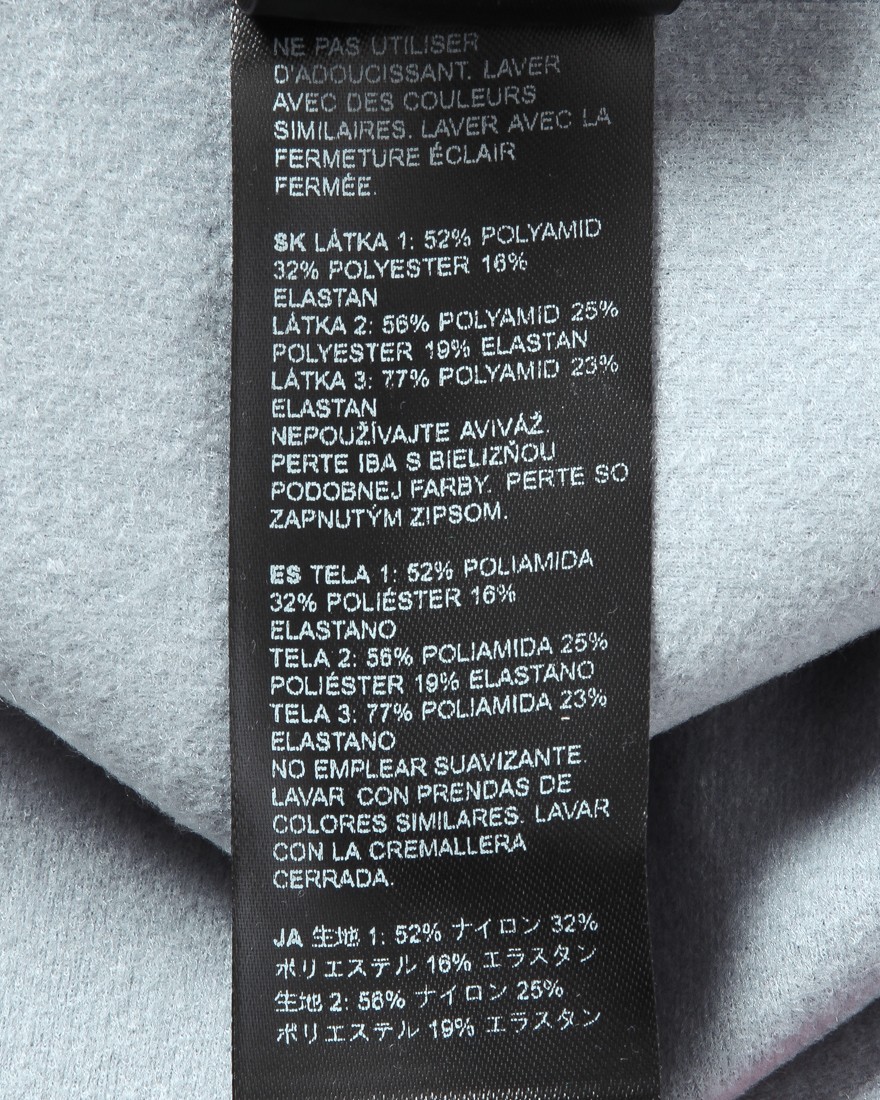 NE PAS UTILISER
D'ADOUCISSANT. LAVER
AVEC DES COULEURS
SIMILAIRES. LAVER AVEC LA
FERMETURE ÉCLAIR
FERMÉE.
SK LÁTKA 1: 52% POLYAMID
32% POLYESTER 16%
ELASTAN
LÁTKA 2: 56% POLYAMID 25%
POLYESTER 19% ELASTAN
LÁTKA 3: 77% POLYAMID 23%
ELASTAN
NEPOUŽÍVAJTE AVIVÁŽ.
PERTE IBA S BIELIZŇOU
PODOBNEJ FARBY. PERTE SO
ZAPNUTÝM ZIPSOM.
ES TELA 1: 52% POLIAMIDA
32% POLIÉSTER 16%
ELASTANO
TELA 2: 56% POLIAMIDA 25%
POLIÉSTER 19% ELASTANO
TELA 3: 77% POLIAMIDA 23%
ELASTANO
NO EMPLEAR SUAVIZANTE.
LAVAR CON PRENDAS DE
COLORES SIMILARES. LAVAR
CON LA CREMALLERA
CERRADA.
JA 生地 1: 52% ナイロン 32%
ポリエステル 16% エラスタン
生地 2: 56% ナイロン 25%
ポリエステル 19% エラスタン